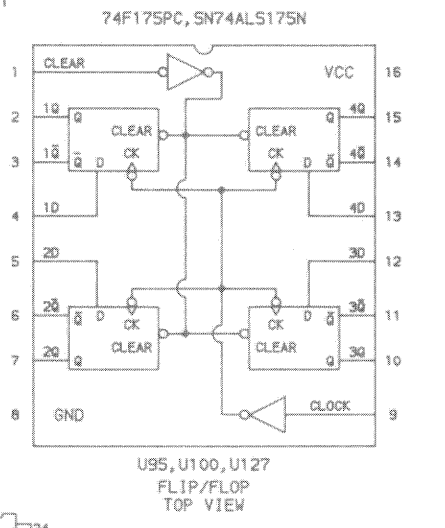 74F175PC, SN74ALS175N
1 CLEAR VCC 16
2 1Q Q CLEAR CLEAR Q 4Q 15
3 1Q̅ Q̅ D CK CK D Q̅ 4Q̅ 14
4 1D 4D 13
5 2D 3D 12
6 2Q̅ Q̅ D CK CK D Q̅ 3Q̅ 11
7 2Q Q CLEAR CLEAR Q 3Q 10
8 GND CLOCK 9
U95, U100, U127
FLIP/FLOP
TOP VIEW